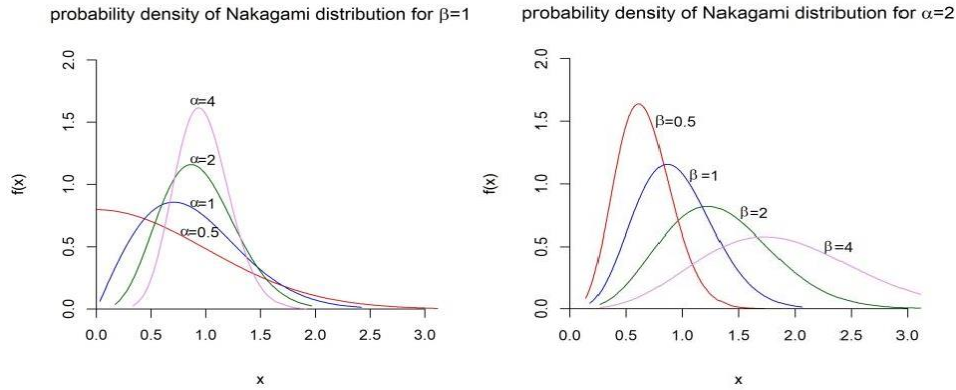 probability density of Nakagami distribution for β=1
2.0
1.5
1.0
0.5
0.0
f(x)
α=4
α=2
α=1
α=0.5
0.0 0.5 1.0 1.5 2.0 2.5 3.0
x
probability density of Nakagami distribution for α=2
2.0
1.5
1.0
0.5
0.0
f(x)
β=0.5
β=1
β=2
β=4
0.0 0.5 1.0 1.5 2.0 2.5 3.0
x